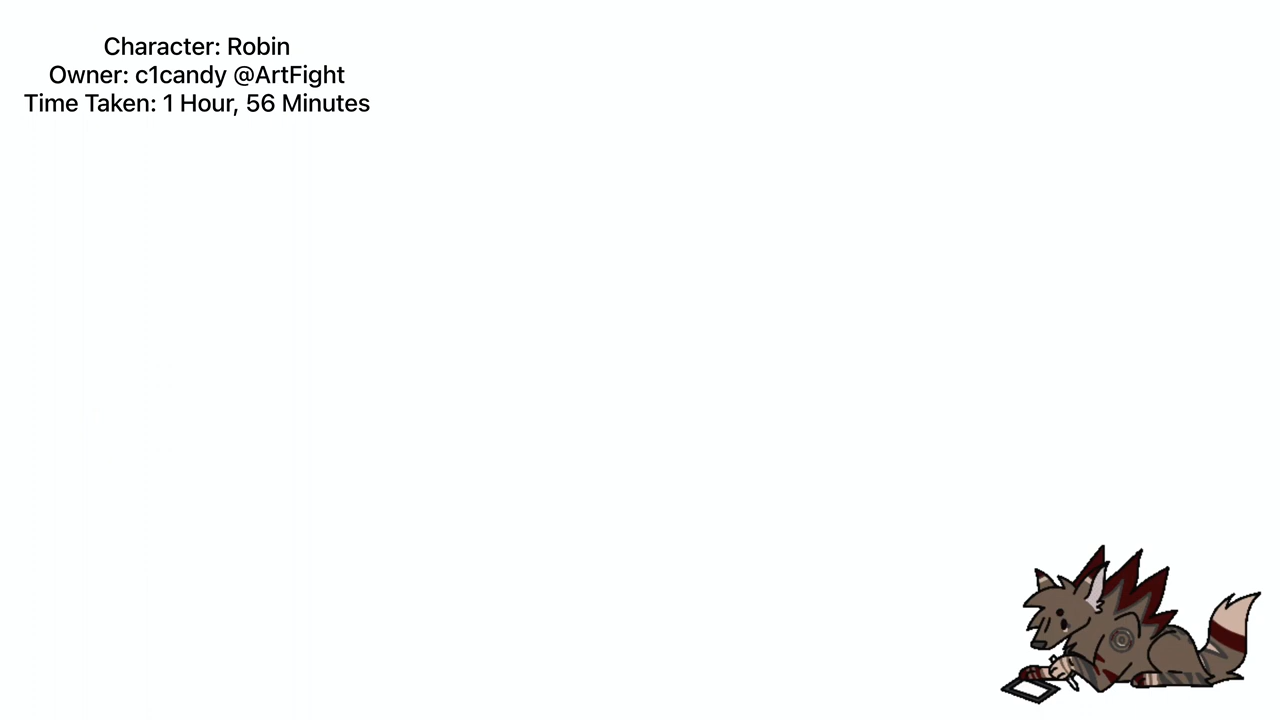 Character: Robin
Owner: c1candy @ArtFight
Time Taken: 1 Hour, 56 Minutes